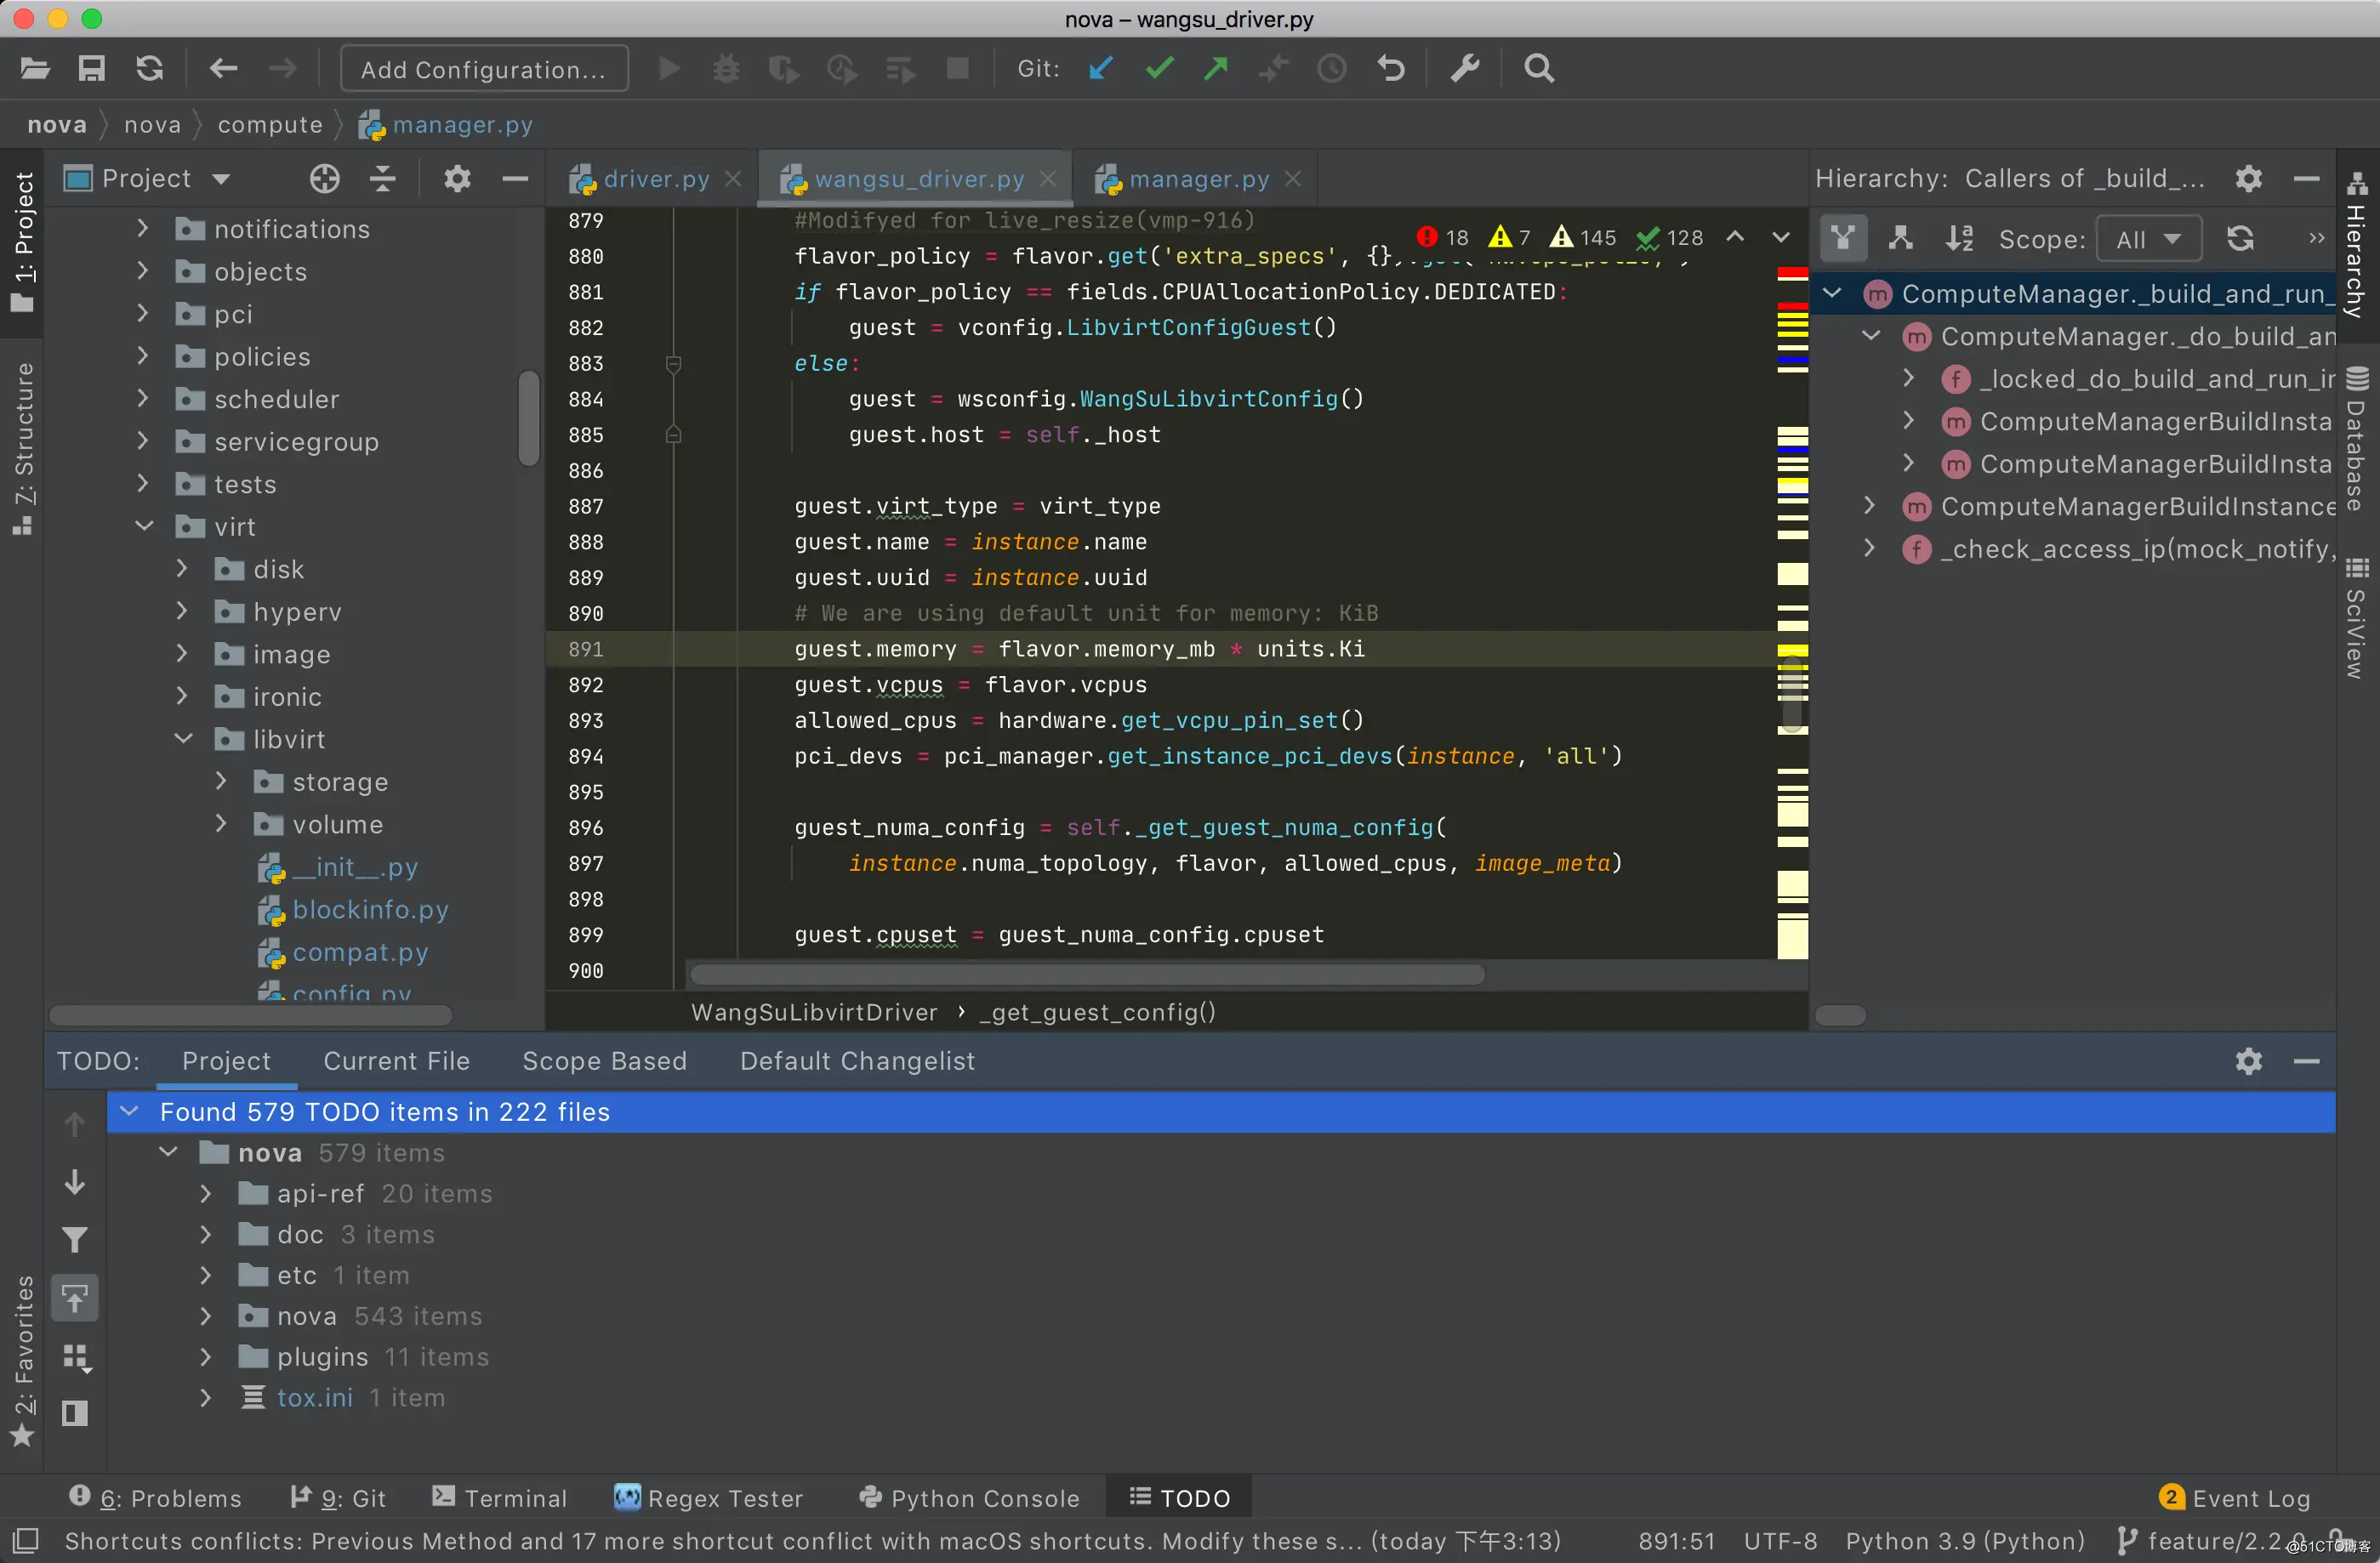 nova – wangsu_driver.py
Add Configuration...
Git:
nova nova compute manager.py
1: Project
7: Structure
2: Favorites
Project
notifications
objects
pci
policies
scheduler
servicegroup
tests
virt
disk
hyperv
image
ironic
libvirt
storage
volume
__init__.py
blockinfo.py
compat.py
config.py
driver.py wangsu_driver.py manager.py
18 7 145 128
879 #Modifyed for live_resize(vmp-916)
880 flavor_policy = flavor.get('extra_specs', {})
881 if flavor_policy == fields.CPUAllocationPolicy.DEDICATED:
882 guest = vconfig.LibvirtConfigGuest()
883 else:
884 guest = wsconfig.WangSuLibvirtConfig()
885 guest.host = self._host
886
887 guest.virt_type = virt_type
888 guest.name = instance.name
889 guest.uuid = instance.uuid
890 # We are using default unit for memory: KiB
891 guest.memory = flavor.memory_mb * units.Ki
892 guest.vcpus = flavor.vcpus
893 allowed_cpus = hardware.get_vcpu_pin_set()
894 pci_devs = pci_manager.get_instance_pci_devs(instance, 'all')
895
896 guest_numa_config = self._get_guest_numa_config(
897 instance.numa_topology, flavor, allowed_cpus, image_meta)
898
899 guest.cpuset = guest_numa_config.cpuset
900
WangSuLibvirtDriver › _get_guest_config()
Hierarchy: Callers of _build_...
Scope: All
ComputeManager._build_and_run_
ComputeManager._do_build_an
_locked_do_build_and_run_in
ComputeManagerBuildInsta
ComputeManagerBuildInsta
ComputeManagerBuildInstance
_check_access_ip(mock_notify,
Hierarchy
Database
SciView
TODO: Project Current File Scope Based Default Changelist
Found 579 TODO items in 222 files
nova 579 items
api-ref 20 items
doc 3 items
etc 1 item
nova 543 items
plugins 11 items
tox.ini 1 item
6: Problems 9: Git Terminal Regex Tester Python Console TODO 2 Event Log
Shortcuts conflicts: Previous Method and 17 more shortcut conflict with macOS shortcuts. Modify these s... (today 下午3:13) 891:51 UTF-8 Python 3.9 (Python) feature/2.2.0
@51CTO博客